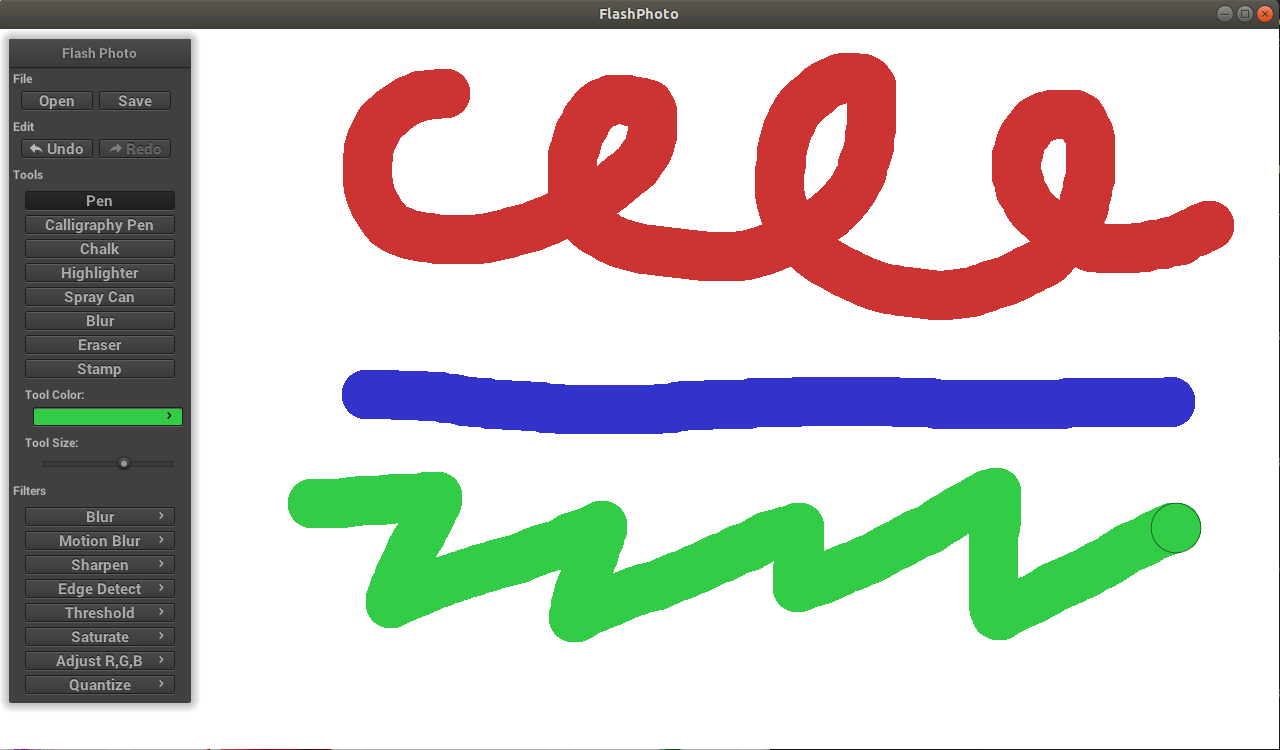 FlashPhoto
Flash Photo
File
Open Save
Edit
Undo Redo
Tools
Pen
Calligraphy Pen
Chalk
Highlighter
Spray Can
Blur
Eraser
Stamp
Tool Color:
Tool Size:
Filters
Blur
Motion Blur
Sharpen
Edge Detect
Threshold
Saturate
Adjust R,G,B
Quantize